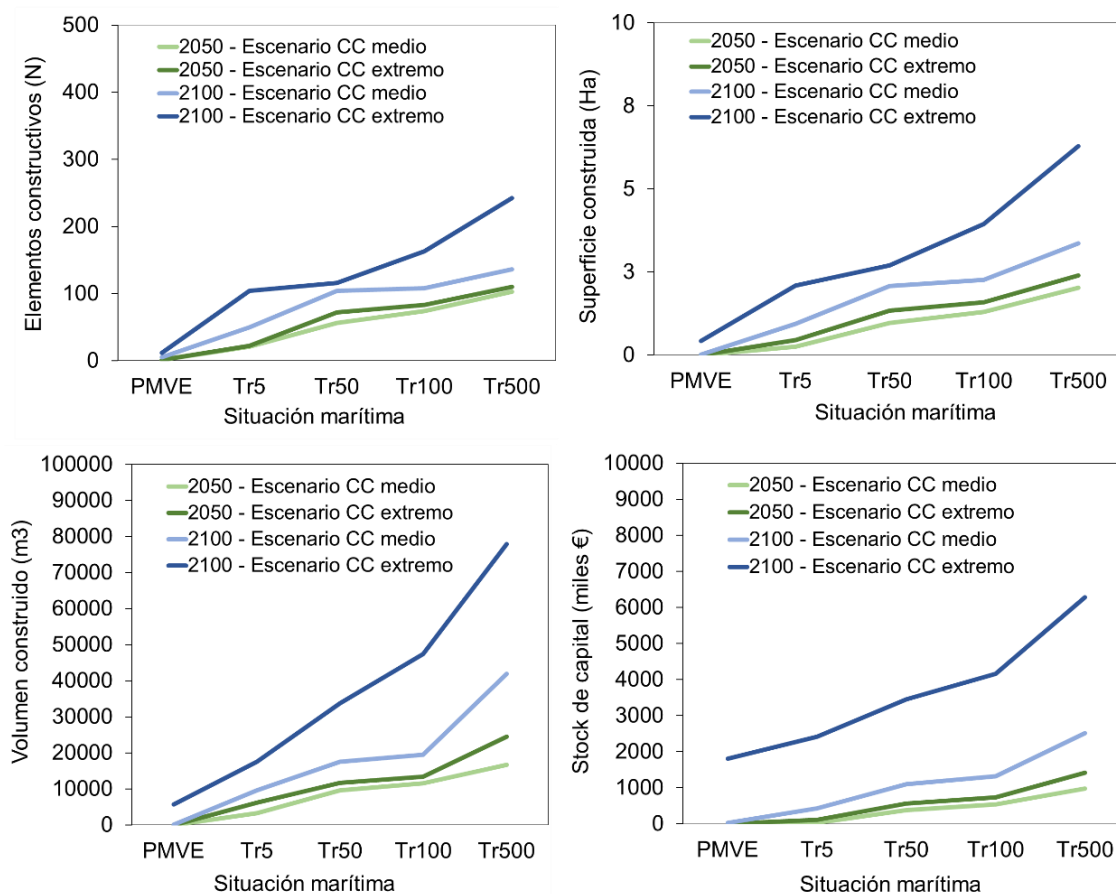 Elementos constructivos (N)
500
400
300
200
100
0
2050 - Escenario CC medio
2050 - Escenario CC extremo
2100 - Escenario CC medio
2100 - Escenario CC extremo
PMVE Tr5 Tr50 Tr100 Tr500
Situación marítima
Superficie construida (Ha)
10
8
5
3
0
2050 - Escenario CC medio
2050 - Escenario CC extremo
2100 - Escenario CC medio
2100 - Escenario CC extremo
PMVE Tr5 Tr50 Tr100 Tr500
Situación marítima
Volumen construido (m3)
100000
90000
80000
70000
60000
50000
40000
30000
20000
10000
0
2050 - Escenario CC medio
2050 - Escenario CC extremo
2100 - Escenario CC medio
2100 - Escenario CC extremo
PMVE Tr5 Tr50 Tr100 Tr500
Situación marítima
Stock de capital (miles €)
10000
9000
8000
7000
6000
5000
4000
3000
2000
1000
0
2050 - Escenario CC medio
2050 - Escenario CC extremo
2100 - Escenario CC medio
2100 - Escenario CC extremo
PMVE Tr5 Tr50 Tr100 Tr500
Situación marítima